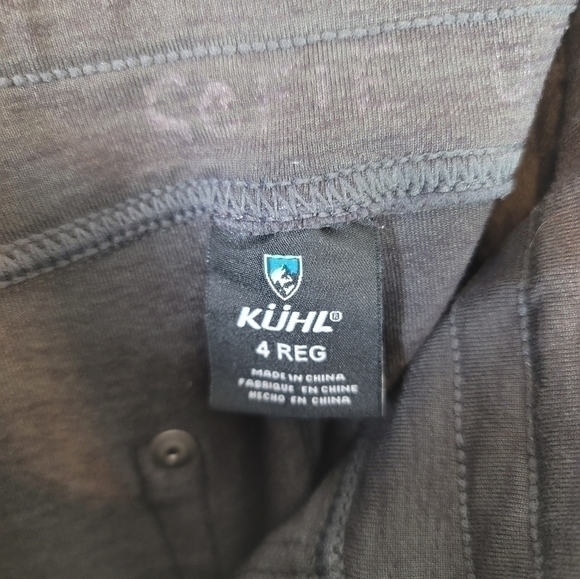 KÜHL®
4 REG
MADE IN CHINA
FABRIQUE EN CHINE
HECHO EN CHINA